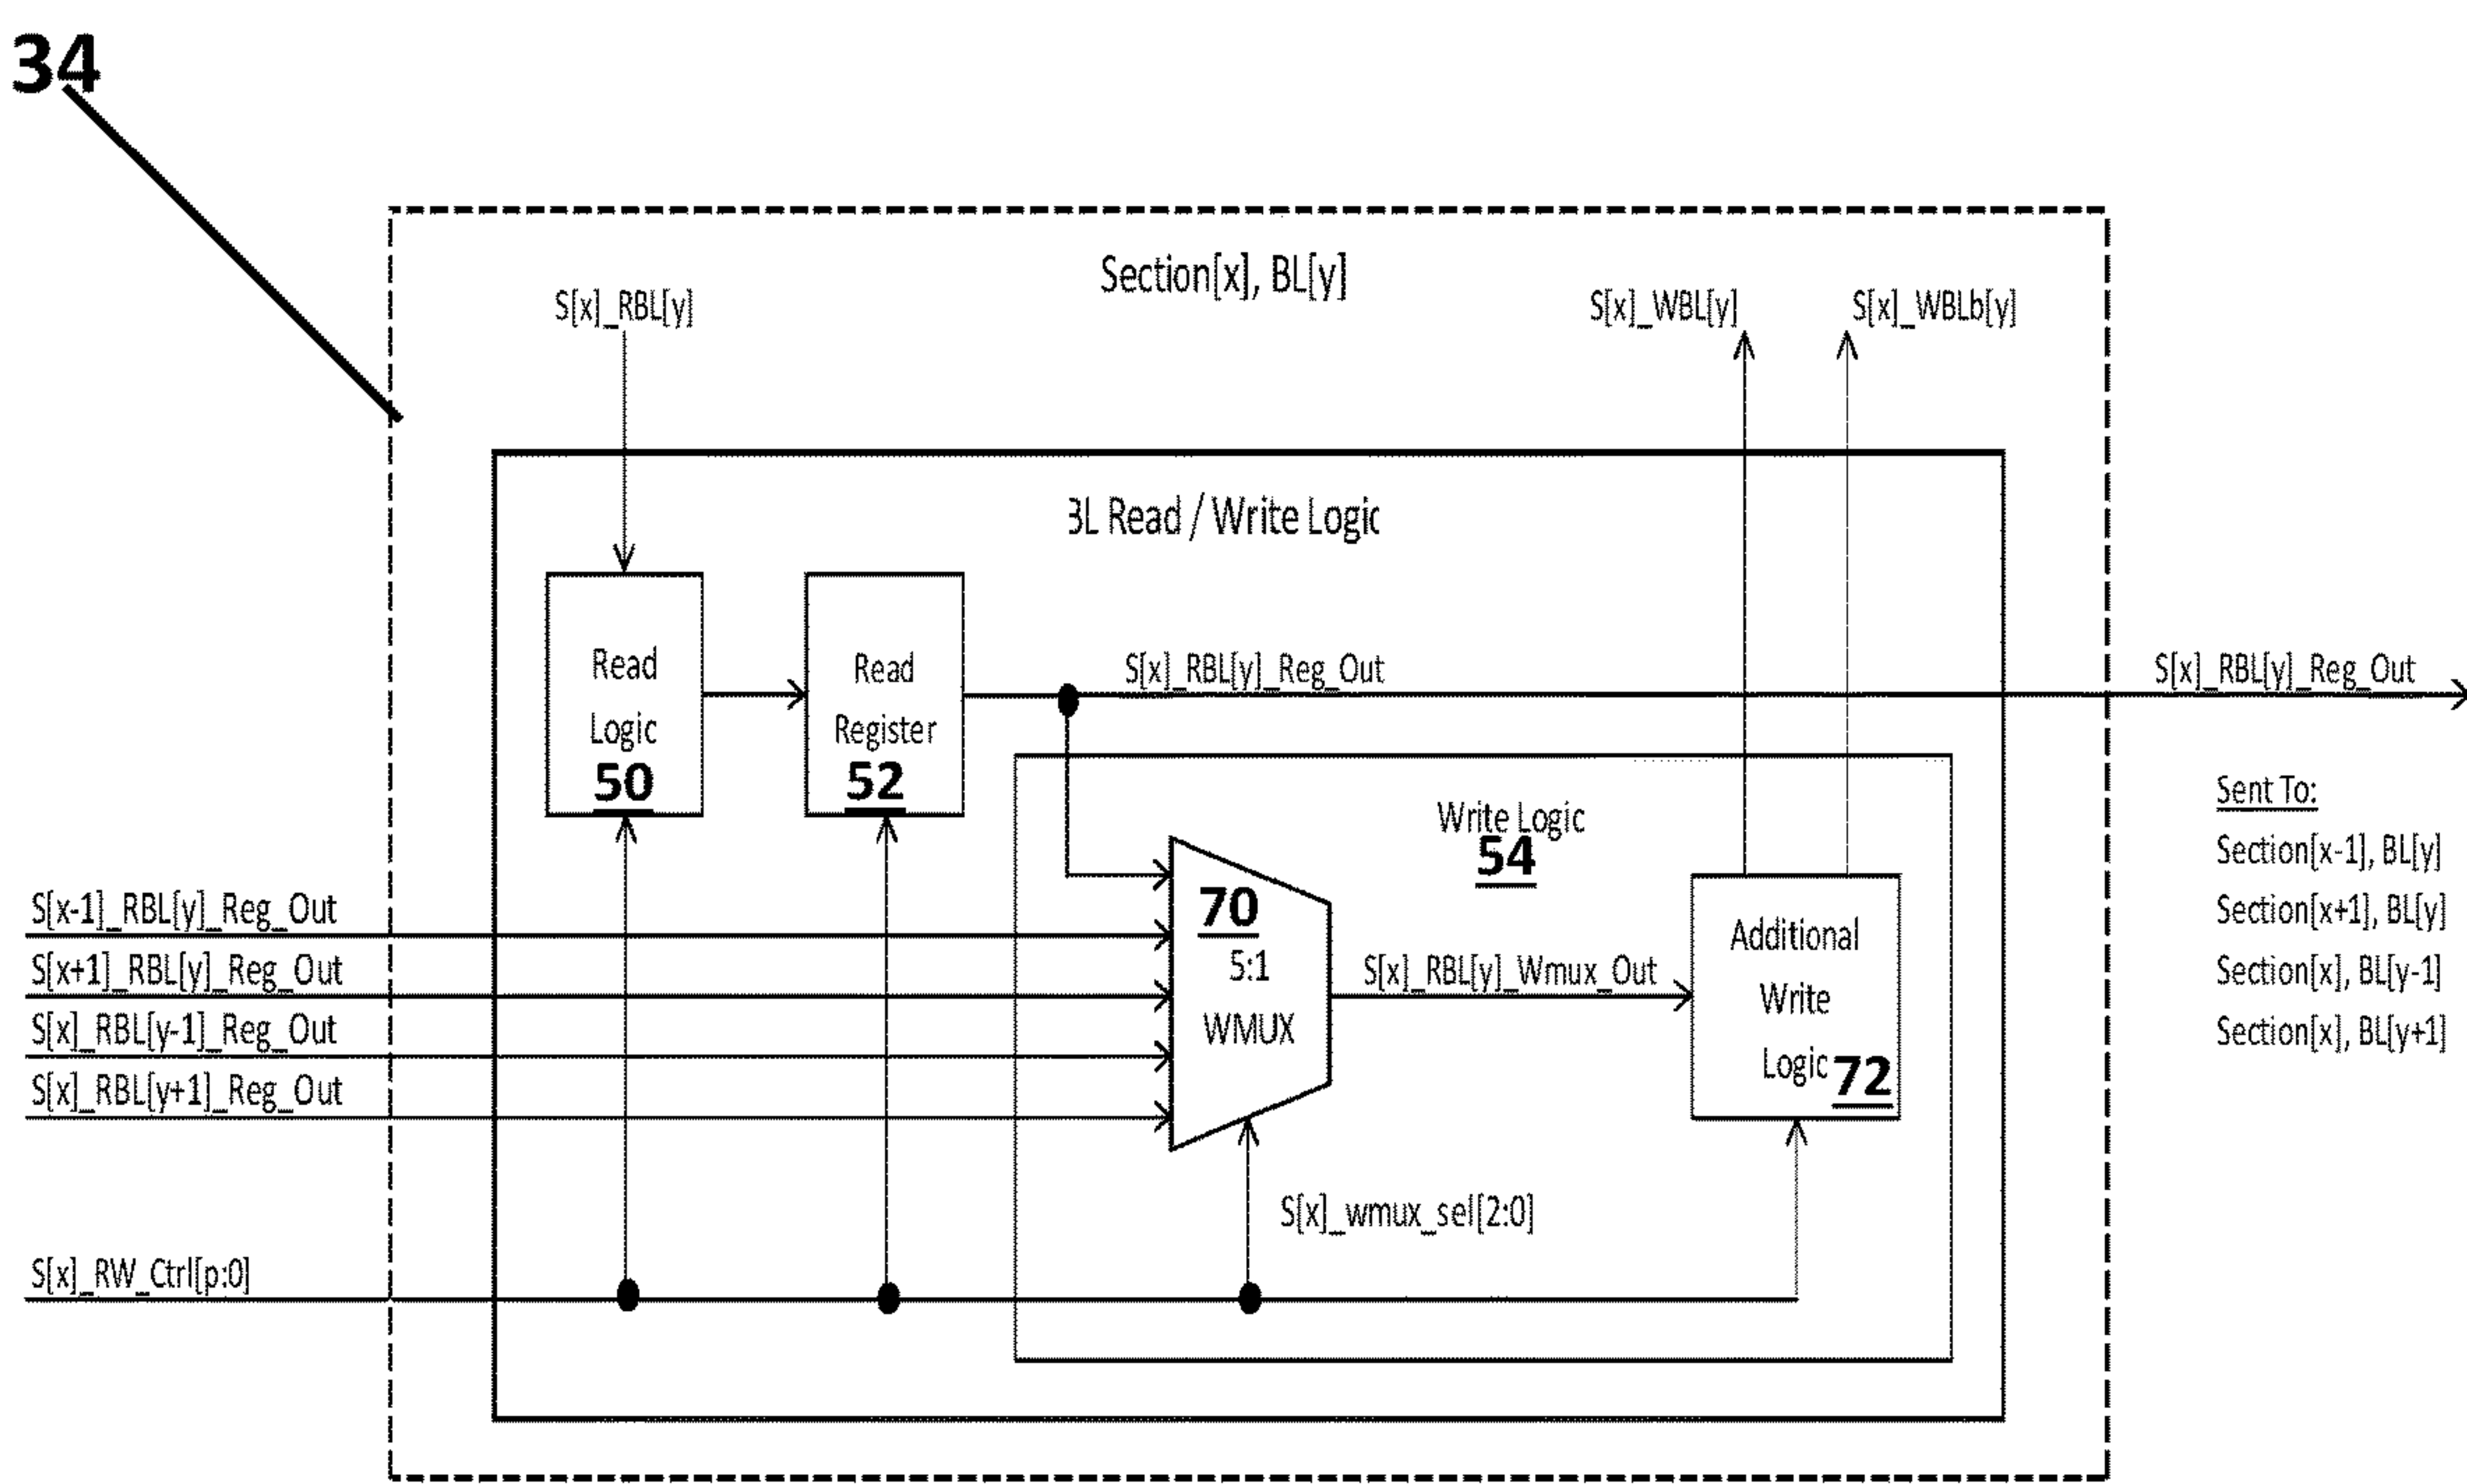 34
Section[x], BL[y]
S[x]_RBL[y]
S[x]_WBL[y]
S[x]_WBLb[y]
3L Read / Write Logic
Read
Logic
50
Read
Register
52
S[x]_RBL[y]_Reg_Out
S[x]_RBL[y]_Reg_Out
Sent To:
Section[x-1], BL[y]
Section[x+1], BL[y]
Section[x], BL[y-1]
Section[x], BL[y+1]
Write Logic
54
S[x-1]_RBL[y]_Reg_Out
S[x+1]_RBL[y]_Reg_Out
S[x]_RBL[y-1]_Reg_Out
S[x]_RBL[y+1]_Reg_Out
70
5:1
WMUX
S[x]_RBL[y]_Wmux_Out
Additional
Write
Logic 72
S[x]_wmux_sel[2:0]
S[x]_RW_Ctrl[p:0]